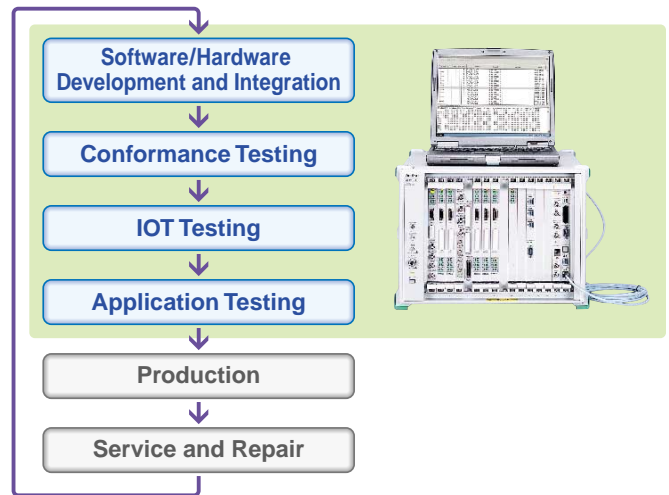 Software/Hardware
Development and Integration
Conformance Testing
IOT Testing
Application Testing
Production
Service and Repair